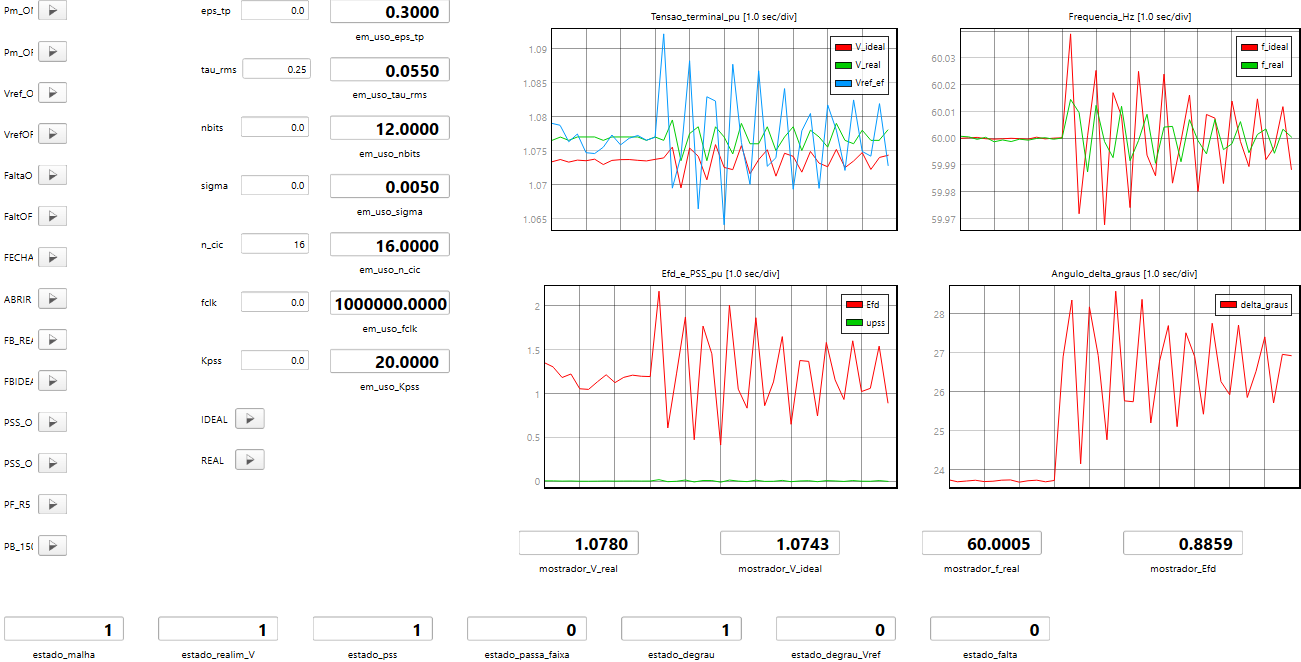 Pm_O
eps_tp 0.0 0.3000
em_uso_eps_tp
Pm_OF
tau_rms 0.25 0.0550
em_uso_tau_rms
Vref_O
nbits 0.0 12.0000
em_uso_nbits
VrefOF
FaltaO
sigma 0.0 0.0050
em_uso_sigma
FaltOF
n_cic 16 16.0000
em_uso_n_cic
FECHA
ABRIR
fclk 0.0 1000000.0000
em_uso_fclk
FB_REA
Kpss 0.0 20.0000
em_uso_Kpss
FBIDEA
PSS_O
IDEAL
PSS_O
REAL
PF_R5
PB_150
Tensao_terminal_pu [1.0 sec/div]
V_ideal
V_real
Vref_ef
1.09
1.085
1.08
1.075
1.07
1.065
Frequencia_Hz [1.0 sec/div]
f_ideal
f_real
60.03
60.01
60.01
60.00
59.99
59.98
59.97
Efd_e_PSS_pu [1.0 sec/div]
Efd
upss
2
1.5
1
0.5
0
Angulo_delta_graus [1.0 sec/div]
delta_graus
28
27
26
25
24
1.0780 1.0743 60.0005 0.8859
mostrador_V_real mostrador_V_ideal mostrador_f_real mostrador_Efd
1 1 1 0 1 0 0
estado_malha estado_realim_V estado_pss estado_passa_faixa estado_degrau estado_degrau_Vref estado_falta